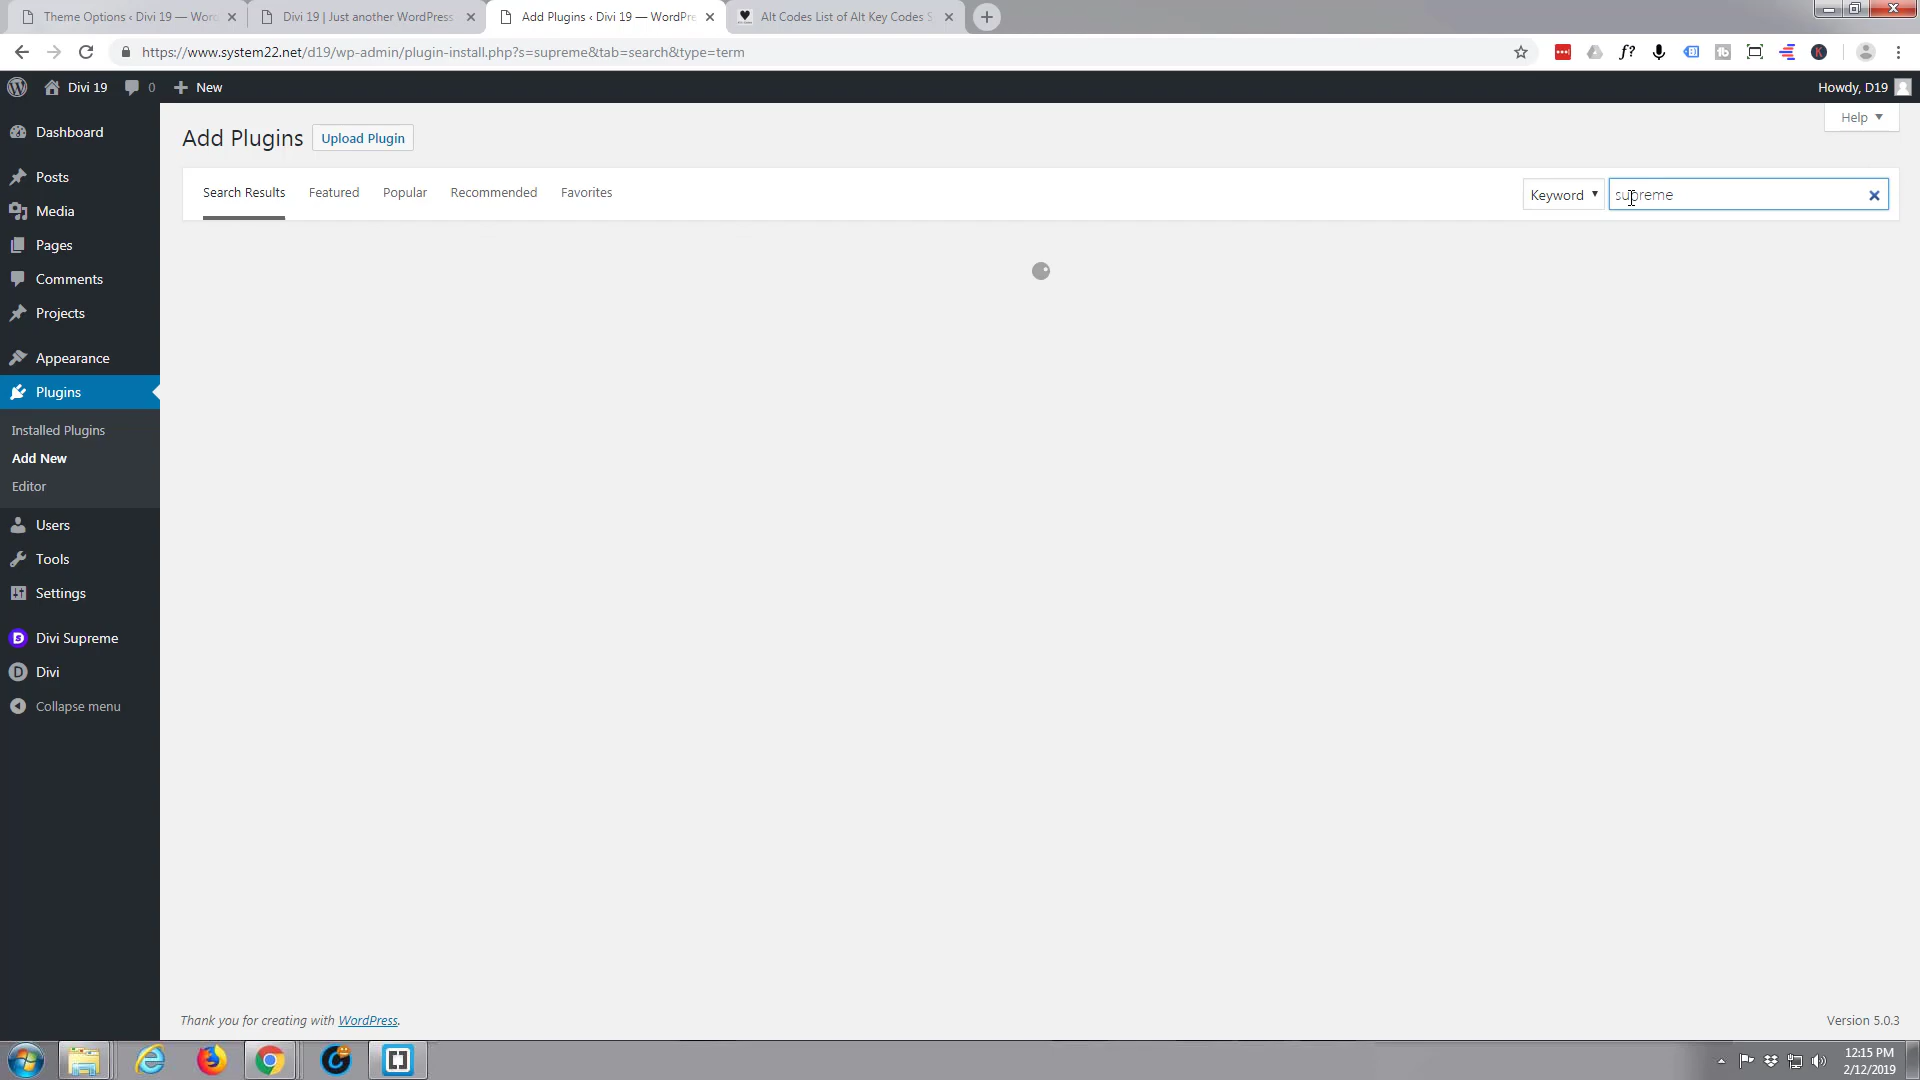 Theme Options ‹ Divi 19 — Word
Divi 19 | Just another WordPress
Add Plugins ‹ Divi 19 — WordPre
Alt Codes List of Alt Key Codes S
https://www.system22.net/d19/wp-admin/plugin-install.php?s=supreme&tab=search&type=term
Divi 19
0
New
Howdy, D19
Help
Dashboard
Posts
Media
Pages
Comments
Projects
Appearance
Plugins
Installed Plugins
Add New
Editor
Users
Tools
Settings
Divi Supreme
Divi
Collapse menu
Add Plugins
Upload Plugin
Search Results
Featured
Popular
Recommended
Favorites
Keyword
supreme
Thank you for creating with WordPress.
Version 5.0.3
12:15 PM
2/12/2019